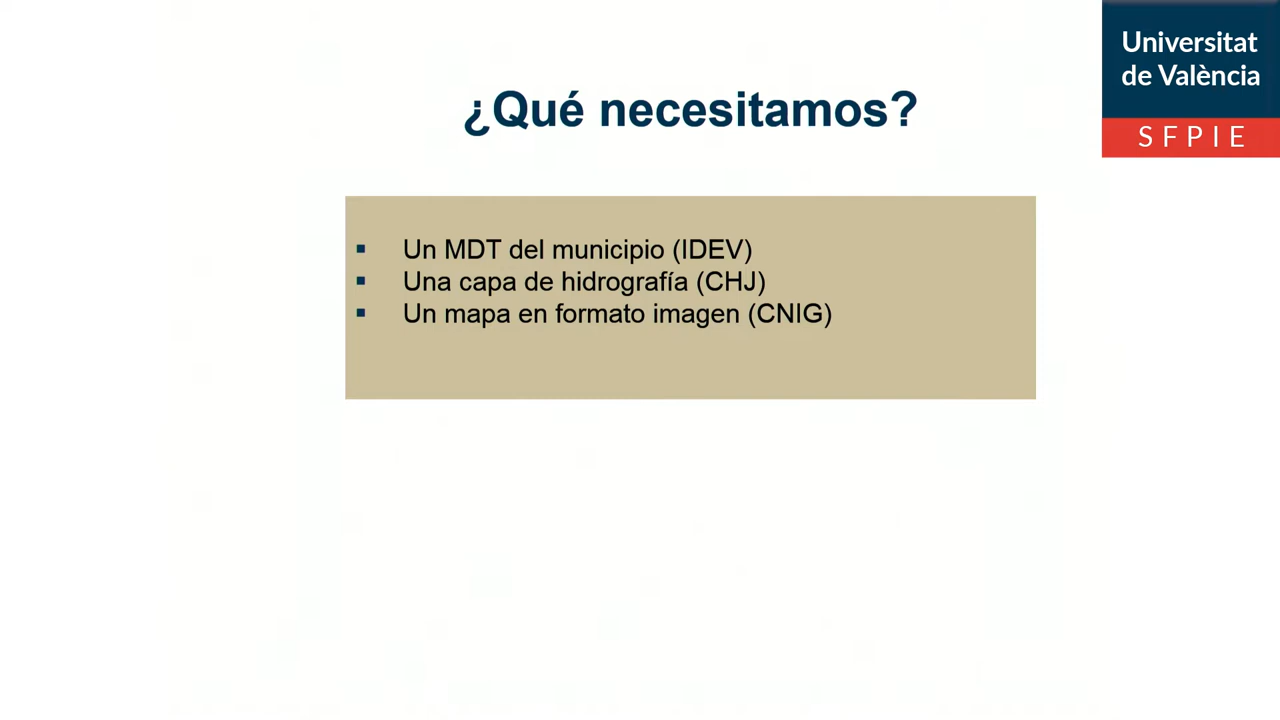 Universitat
de València
SFPIE
¿Qué necesitamos?
▪ Un MDT del municipio (IDEV)
▪ Una capa de hidrografía (CHJ)
▪ Un mapa en formato imagen (CNIG)